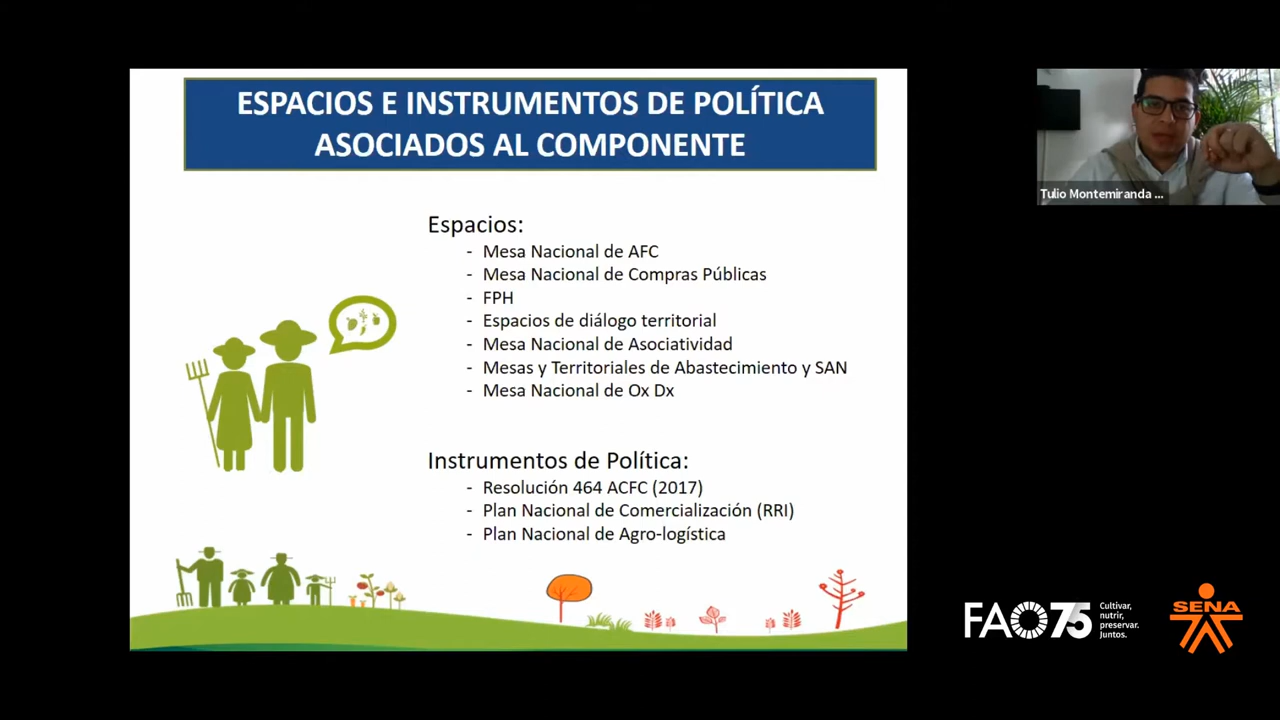 ESPACIOS E INSTRUMENTOS DE POLÍTICA
ASOCIADOS AL COMPONENTE
Espacios:
- Mesa Nacional de AFC
- Mesa Nacional de Compras Públicas
- FPH
- Espacios de diálogo territorial
- Mesa Nacional de Asociatividad
- Mesas y Territoriales de Abastecimiento y SAN
- Mesa Nacional de Ox Dx
Instrumentos de Política:
- Resolución 464 ACFC (2017)
- Plan Nacional de Comercialización (RRI)
- Plan Nacional de Agro-logística
Tulio Montemiranda ...
FAO75
Cultivar,
nutrir,
preservar.
Juntos.
SENA